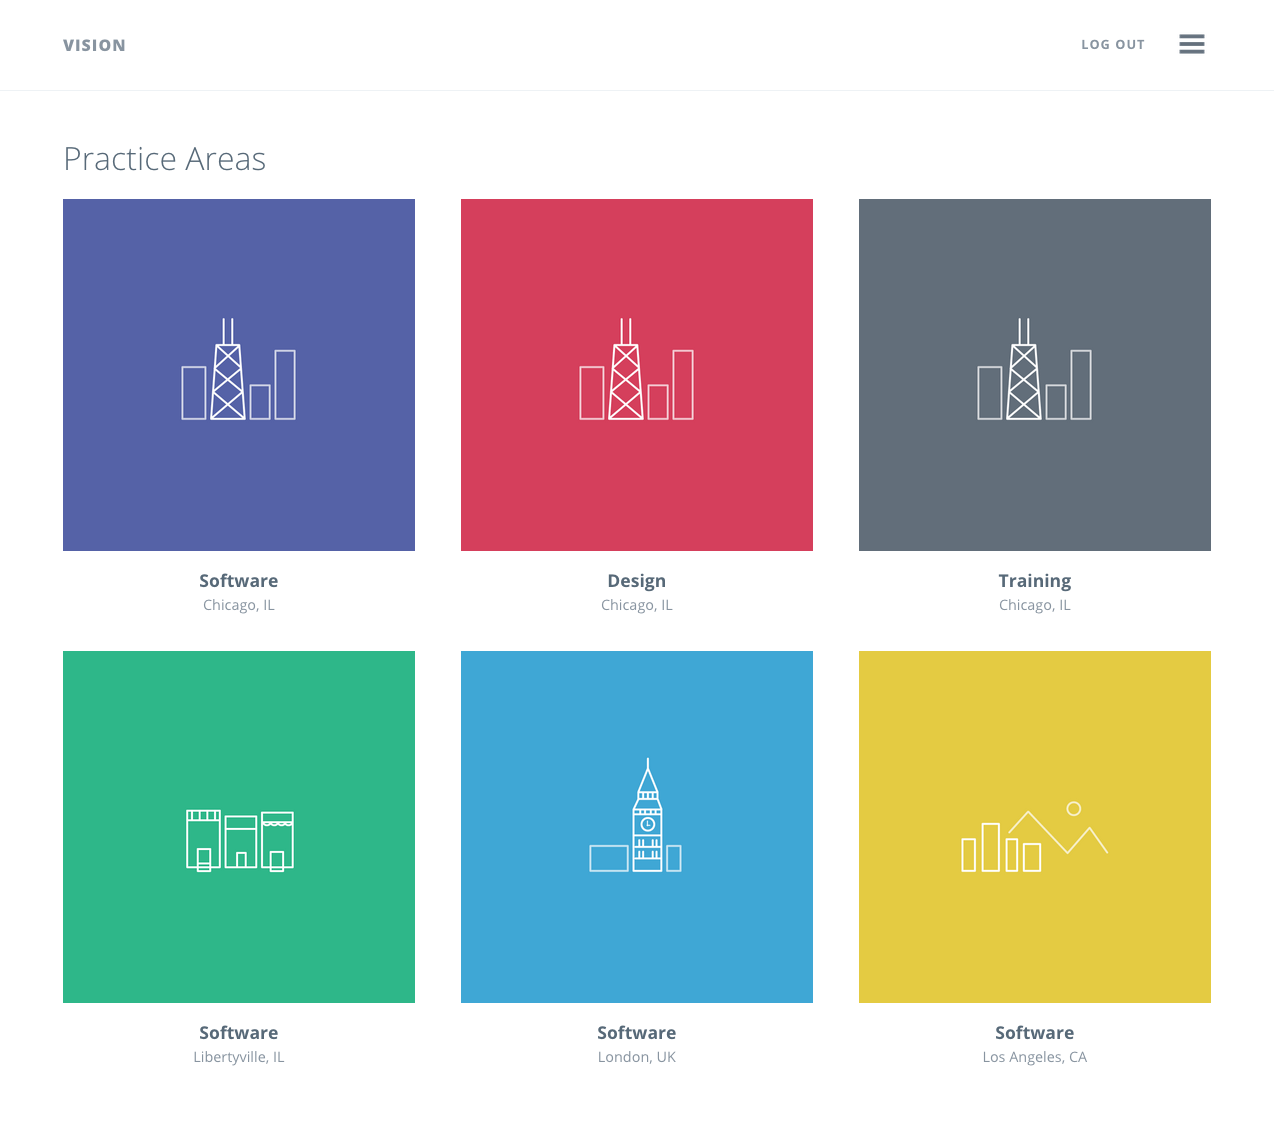 VISION
LOG OUT
Practice Areas
Software
Chicago, IL
Design
Chicago, IL
Training
Chicago, IL
Software
Libertyville, IL
Software
London, UK
Software
Los Angeles, CA